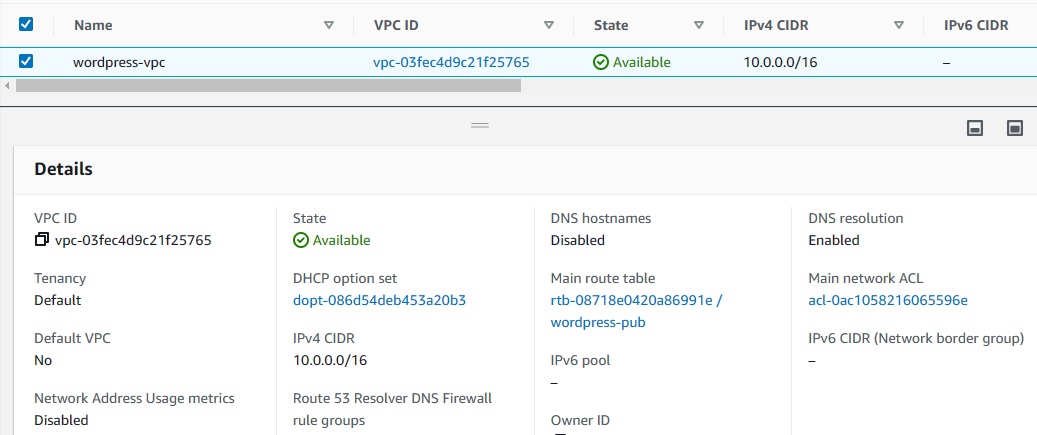 Name VPC ID State IPv4 CIDR IPv6 CIDR
wordpress-vpc vpc-03fec4d9c21f25765 Available 10.0.0.0/16 –
Details
VPC ID State DNS hostnames DNS resolution
vpc-03fec4d9c21f25765 Available Disabled Enabled
Tenancy DHCP option set Main route table Main network ACL
Default dopt-086d54deb453a20b3 rtb-08718e0420a86991e / acl-0ac1058216065596e
wordpress-pub
Default VPC IPv4 CIDR IPv6 CIDR (Network border group)
No 10.0.0.0/16 IPv6 pool –
–
Network Address Usage metrics Route 53 Resolver DNS Firewall
Disabled rule groups Owner ID